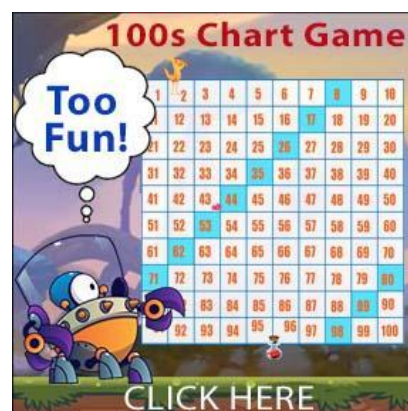 100s Chart Game
Too
Fun!
1 2 3 4 5 6 7 8 9 10
12 13 14 15 16 17 18 19 20
21 22 23 24 25 26 27 28 29 30
31 32 33 34 35 36 37 38 39 40
41 42 43 44 45 46 47 48 49 50
51 52 53 54 55 56 57 58 59 60
61 62 63 64 65 66 67 68 69 70
71 72 73 74 75 76 77 78 79 80
83 84 85 86 87 88 89 90
92 93 94 95 96 97 98 99 100
CLICK HERE